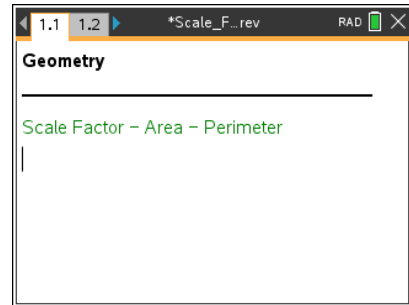 1.1 1.2 *Scale_F...rev RAD
Geometry
Scale Factor – Area – Perimeter